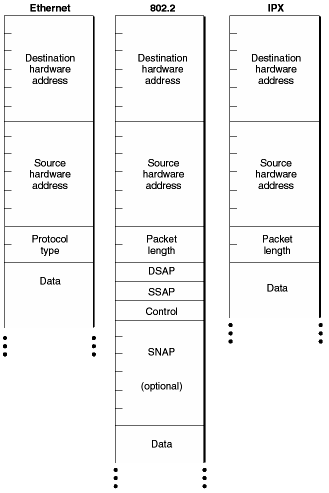 Ethernet
Destination
hardware
address
Source
hardware
address
Protocol
type
Data
802.2
Destination
hardware
address
Source
hardware
address
Packet
length
DSAP
SSAP
Control
SNAP
(optional)
Data
IPX
Destination
hardware
address
Source
hardware
address
Packet
length
Data